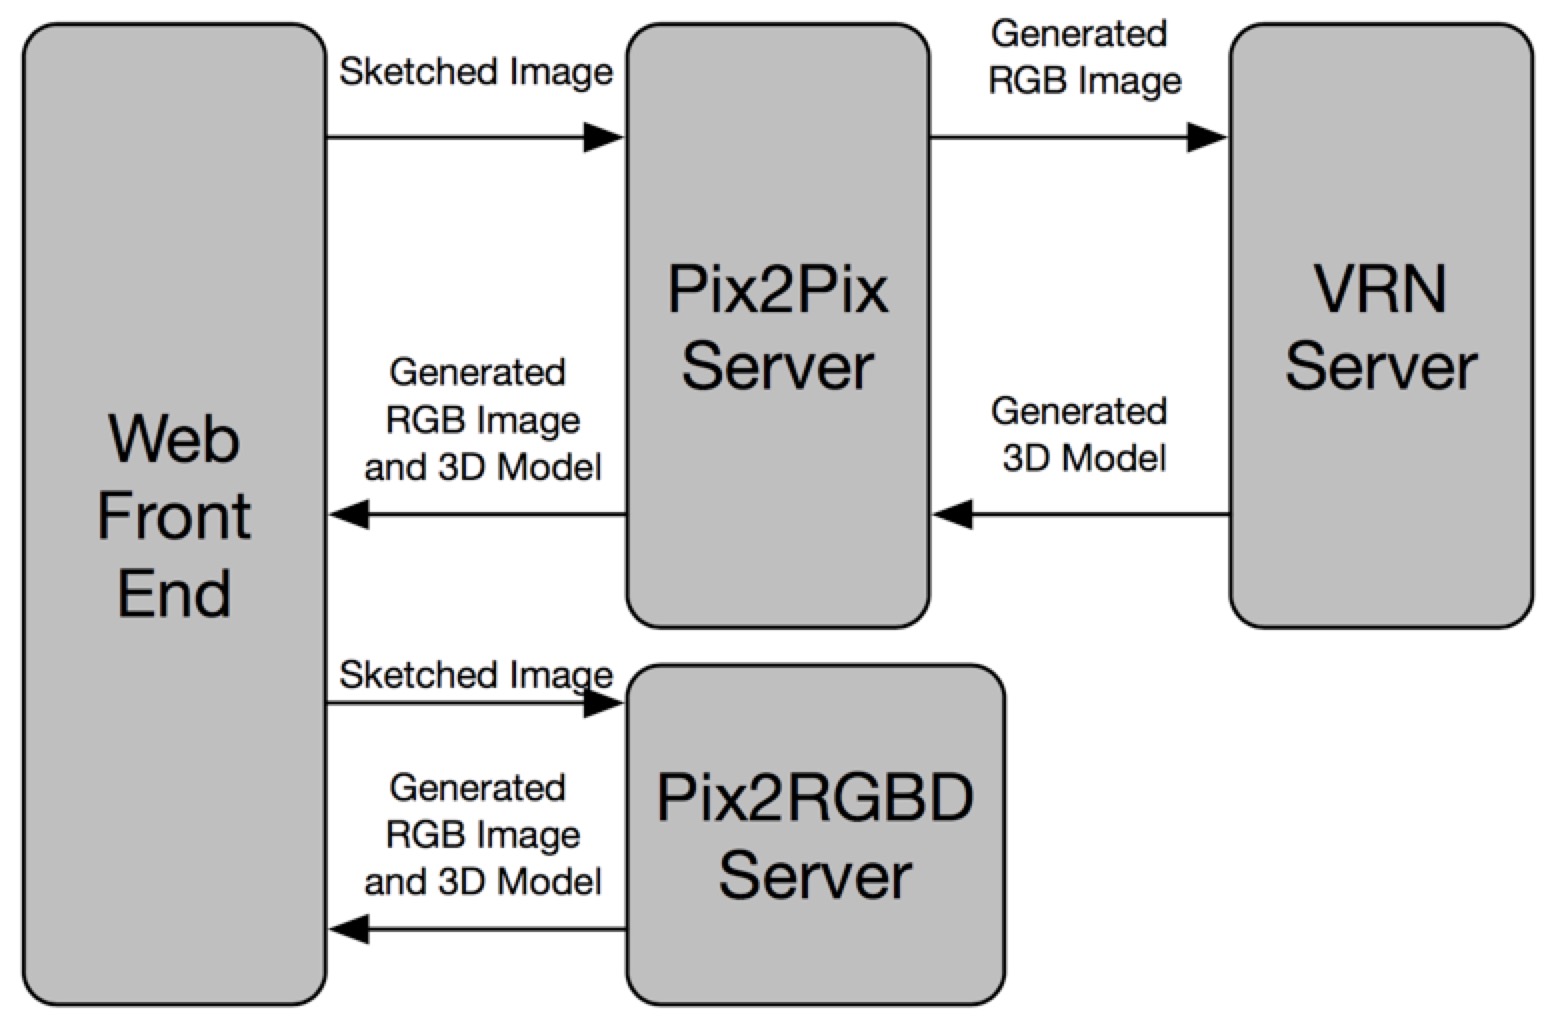 Sketched Image
Generated
RGB Image
Pix2Pix
Server
VRN
Server
Generated
RGB Image
and 3D Model
Generated
3D Model
Web
Front
End
Sketched Image
Generated
RGB Image
and 3D Model
Pix2RGBD
Server